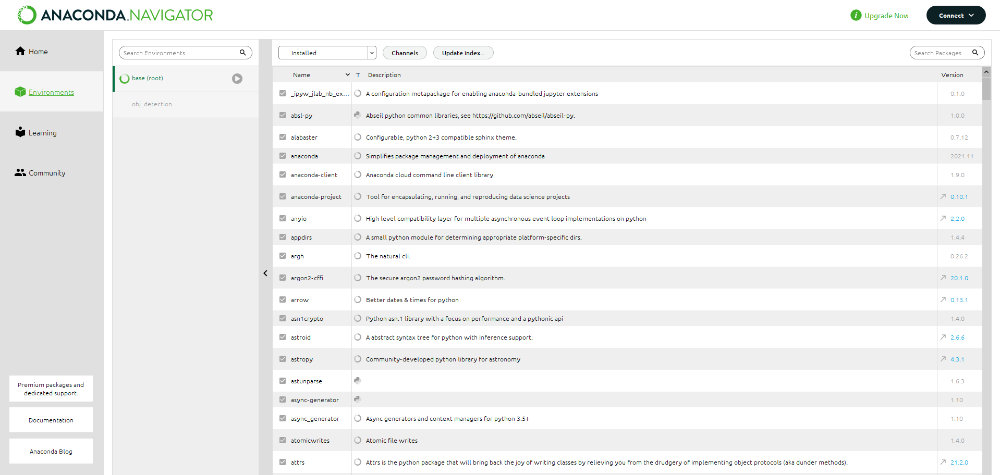 ANACONDA.NAVIGATOR
Upgrade Now
Connect
Home
Environments
Learning
Community
Premium packages and
dedicated support.
Documentation
Anaconda Blog
Search Environments
base (root)
obj_detection
Installed
Channels
Update index...
Search Packages
Name T Description Version
_ipyw_jlab_nb_ex... A configuration metapackage for enabling anaconda-bundled jupyter extensions 0.1.0
absl-py Abseil python common libraries, see https://github.com/abseil/abseil-py. 1.0.0
alabaster Configurable, python 2+3 compatible sphinx theme. 0.7.12
anaconda Simplifies package management and deployment of anaconda 2021.11
anaconda-client Anaconda cloud command line client library 1.9.0
anaconda-project Tool for encapsulating, running, and reproducing data science projects 0.10.1
anyio High level compatibility layer for multiple asynchronous event loop implementations on python 2.2.0
appdirs A small python module for determining appropriate platform-specific dirs. 1.4.4
argh The natural cli. 0.26.2
argon2-cffi The secure argon2 password hashing algorithm. 20.1.0
arrow Better dates & times for python 0.13.1
asn1crypto Python asn.1 library with a focus on performance and a pythonic api 1.4.0
astroid A abstract syntax tree for python with inference support. 2.6.6
astropy Community-developed python library for astronomy 4.3.1
astunparse 1.6.3
async-generator 1.10
async_generator Async generators and context managers for python 3.5+ 1.10
atomicwrites Atomic file writes 1.4.0
attrs Attrs is the python package that will bring back the joy of writing classes by relieving you from the drudgery of implementing object protocols (aka dunder methods). 21.2.0